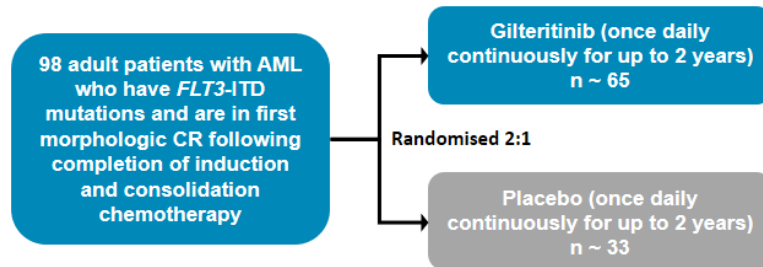 98 adult patients with AML
who have FLT3-ITD
mutations and are in first
morphologic CR following
completion of induction
and consolidation
chemotherapy
Randomised 2:1
Gilteritinib (once daily
continuously for up to 2 years)
n ~ 65
Placebo (once daily
continuously for up to 2 years)
n ~ 33